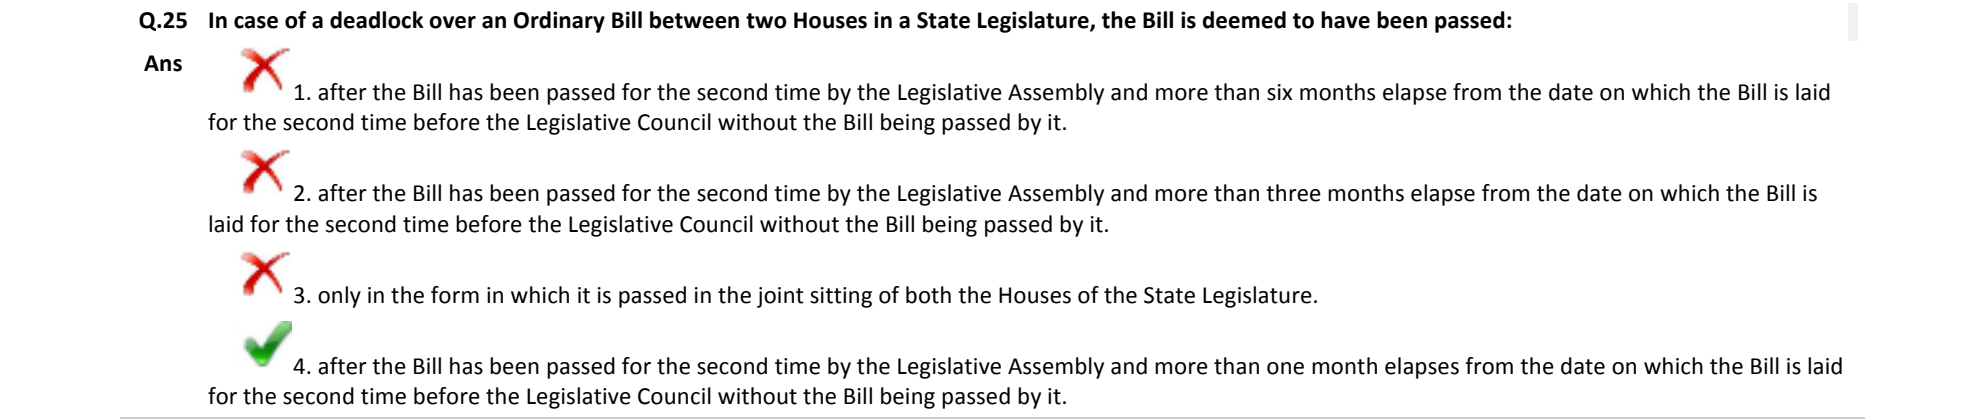 Q.25 In case of a deadlock over an Ordinary Bill between two Houses in a State Legislature, the Bill is deemed to have been passed:
Ans
1. after the Bill has been passed for the second time by the Legislative Assembly and more than six months elapse from the date on which the Bill is laid
for the second time before the Legislative Council without the Bill being passed by it.
2. after the Bill has been passed for the second time by the Legislative Assembly and more than three months elapse from the date on which the Bill is
laid for the second time before the Legislative Council without the Bill being passed by it.
3. only in the form in which it is passed in the joint sitting of both the Houses of the State Legislature.
4. after the Bill has been passed for the second time by the Legislative Assembly and more than one month elapses from the date on which the Bill is laid
for the second time before the Legislative Council without the Bill being passed by it.